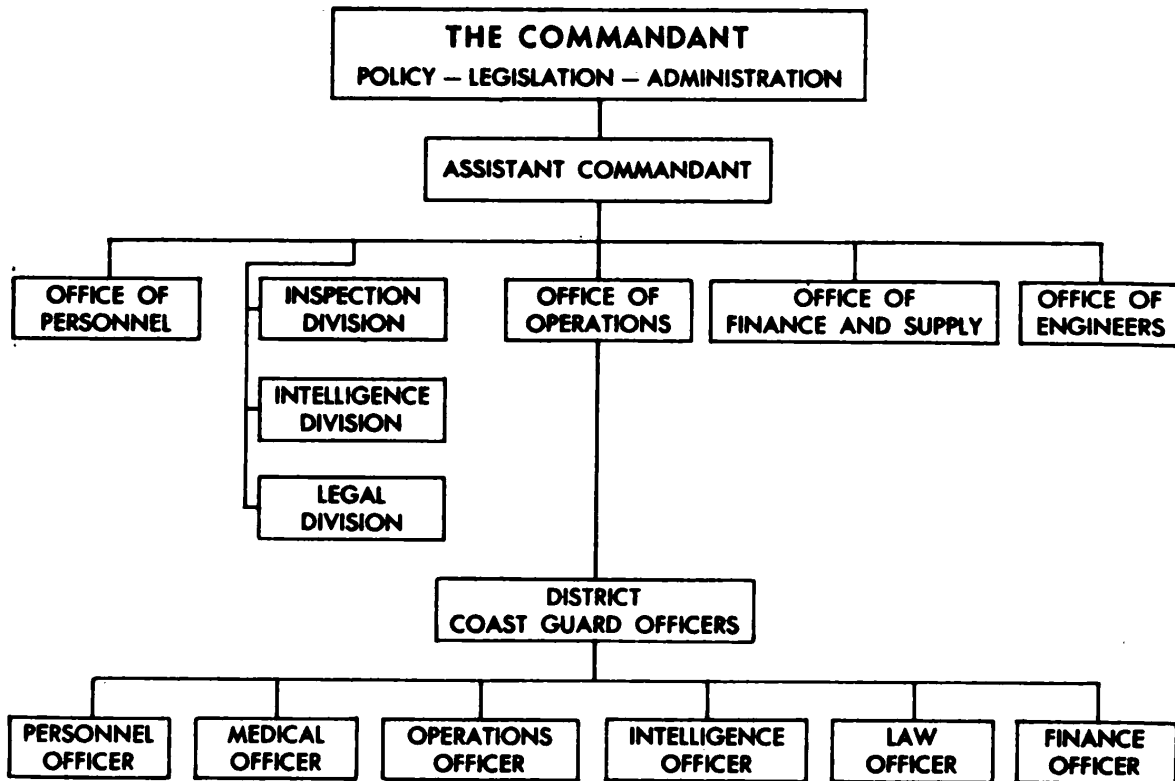 THE COMMANDANT
POLICY — LEGISLATION — ADMINISTRATION
ASSISTANT COMMANDANT
OFFICE OF
PERSONNEL
INSPECTION
DIVISION
INTELLIGENCE
DIVISION
LEGAL
DIVISION
OFFICE OF
OPERATIONS
OFFICE OF
FINANCE AND SUPPLY
OFFICE OF
ENGINEERS
DISTRICT
COAST GUARD OFFICERS
PERSONNEL
OFFICER
MEDICAL
OFFICER
OPERATIONS
OFFICER
INTELLIGENCE
OFFICER
LAW
OFFICER
FINANCE
OFFICER